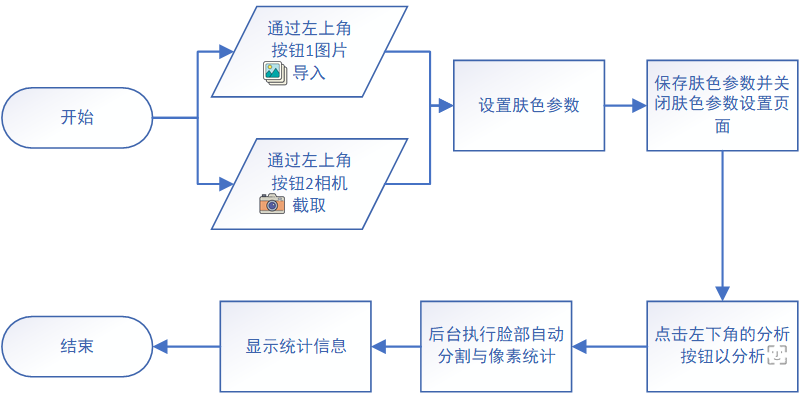 开始
通过左上角
按钮1图片
导入
通过左上角
按钮2相机
截取
设置肤色参数
保存肤色参数并关
闭肤色参数设置页
面
点击左下角的分析
按钮以分析
后台执行脸部自动
分割与像素统计
显示统计信息
结束